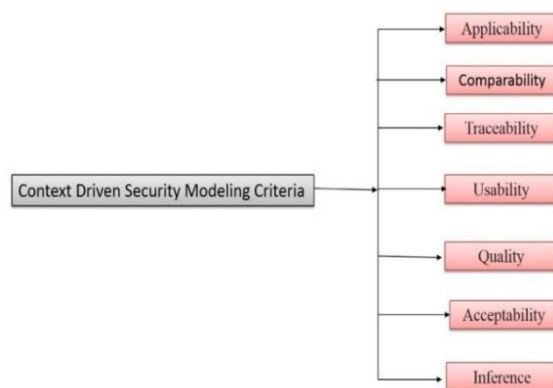 Applicability
Comparability
Traceability
Context Driven Security Modeling Criteria
Usability
Quality
Acceptability
Inference